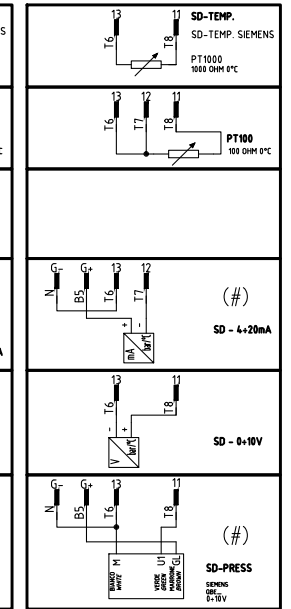 13 11 SD-TEMP.
SD-TEMP. SIEMENS
T6 T8
PT1000
1000 OHM 0°C
13 12 11
T6 T7 T8
PT100
100 OHM 0°C
G- G+ 13 12
(#)
N B5 T6 T7
+ -
SD - 4÷20mA
mA bar/°C
13 11
T6 T8
- +
SD - 0÷10V
V bar/°C
G- G+ 13 11
N B5 T6 T8
(#)
M U1 GL
BIANCO
WHITE
VERDE
GREEN
MARRONE
BROWN
SD-PRESS
SIEMENS
QBE...
0÷10V